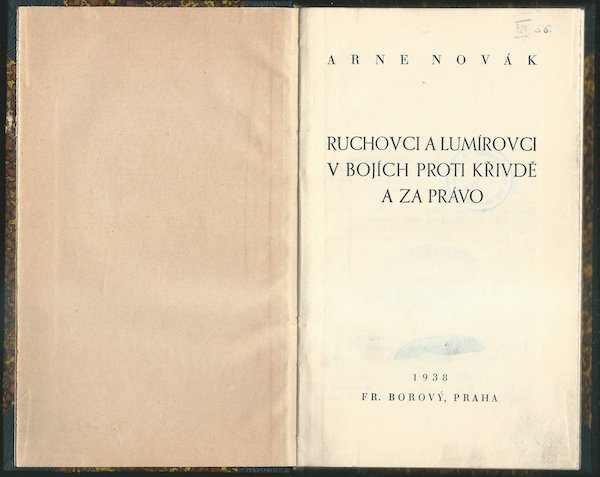 ARNE NOVÁK
RUCHOVCI A LUMÍROVCI
V BOJÍCH PROTI KŘIVDĚ
A ZA PRÁVO
1938
FR. BOROVÝ, PRAHA